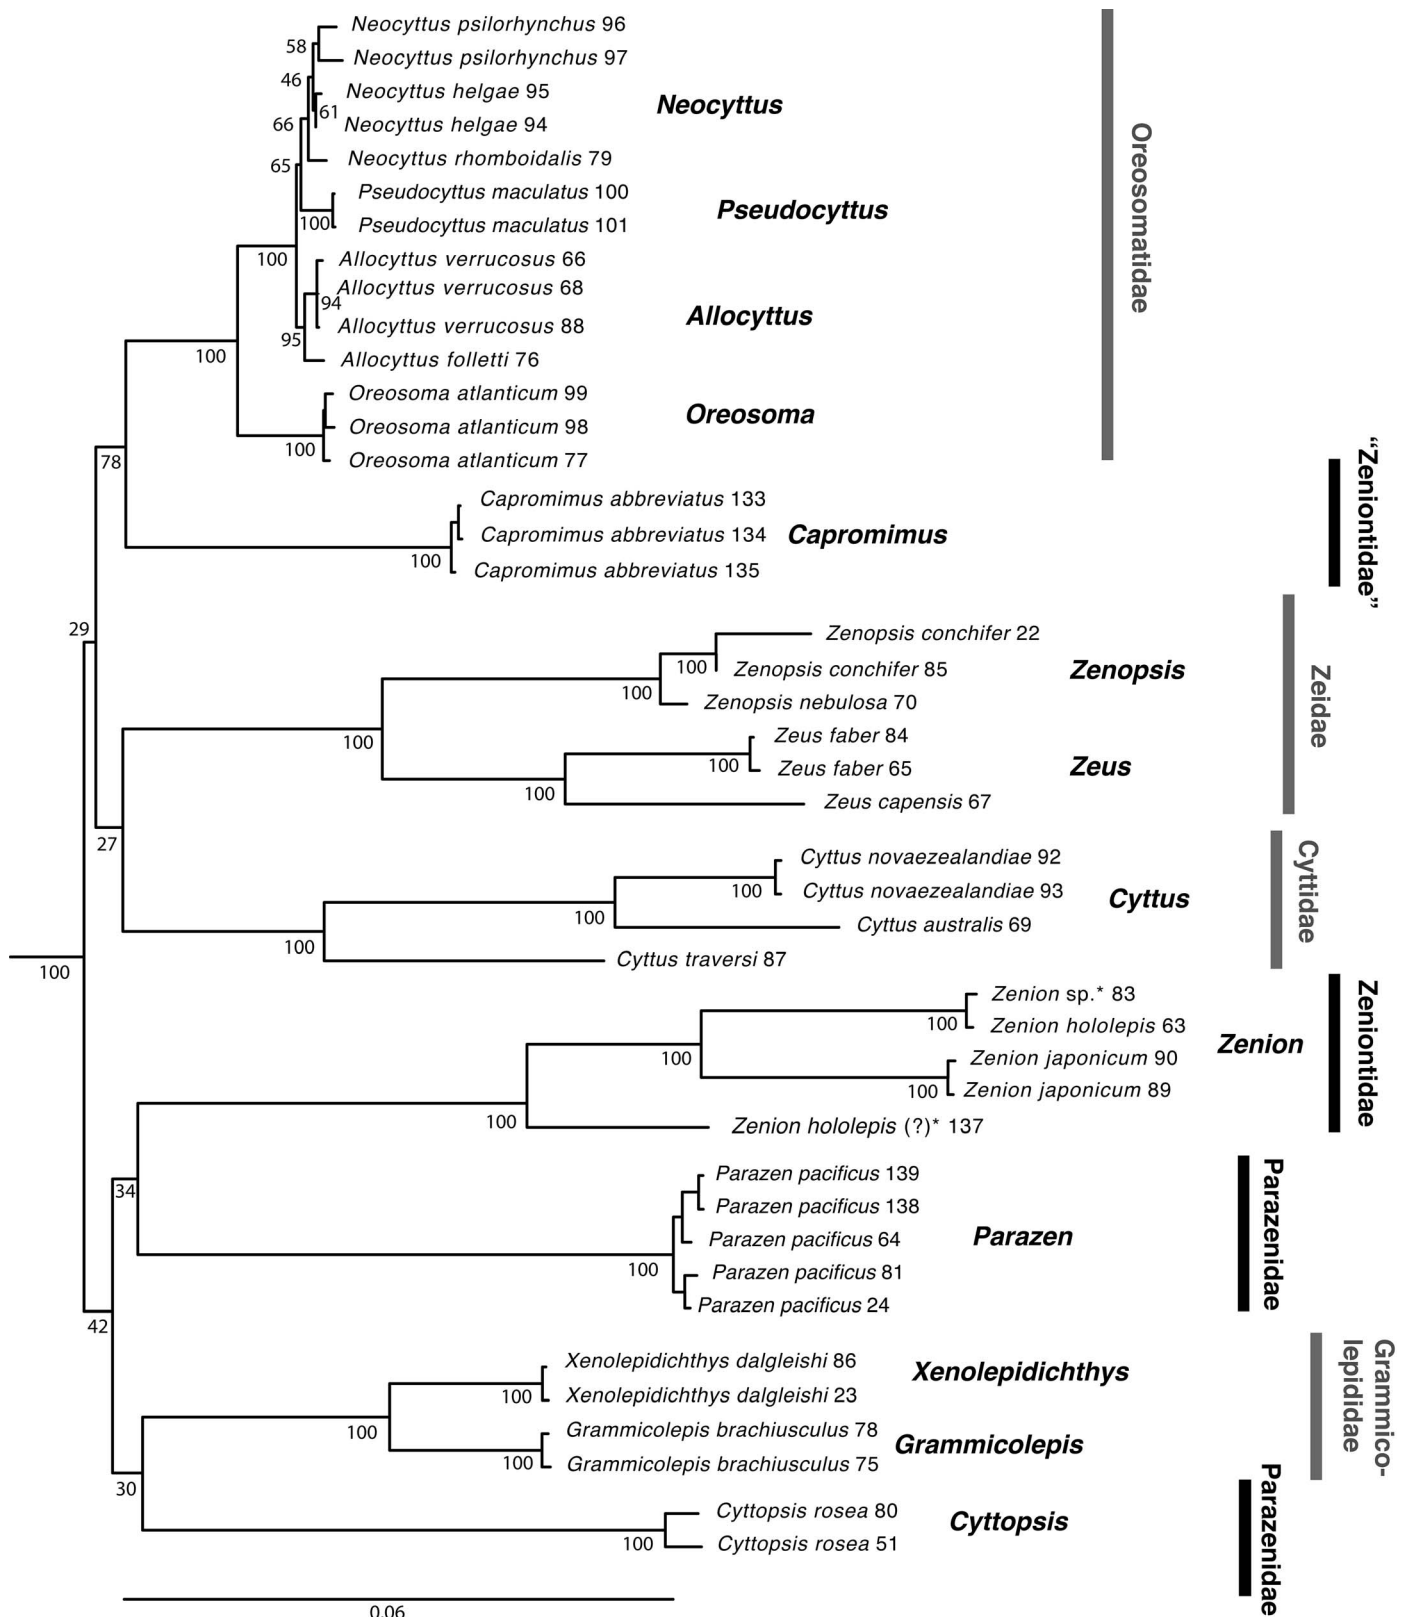 Neocyttus psilorhynchus 96
58
Neocyttus psilorhynchus 97
46
Neocyttus helgae 95
Neocyttus
61
66
Neocyttus helgae 94
Oreosomatidae
65
Neocyttus rhomboidalis 79
Pseudocyttus maculatus 100
Pseudocyttus
100
Pseudocyttus maculatus 101
100
Allocyttus verrucosus 66
Allocyttus verrucosus 68
94
Allocyttus
Allocyttus verrucosus 88
95
100
Allocyttus folletti 76
Oreosoma atlanticum 99
Oreosoma
Oreosoma atlanticum 98
100
Oreosoma atlanticum 77
78
“Zeniontidae”
Capromimus abbreviatus 133
Capromimus abbreviatus 134
Capromimus
100
Capromimus abbreviatus 135
29
Zenopsis conchifer 22
100
Zenopsis conchifer 85
Zenopsis
100
Zenopsis nebulosa 70
Zeidae
100
Zeus faber 84
100
Zeus faber 65
Zeus
100
Zeus capensis 67
27
Cyttus novaezealandiae 92
100
Cyttus novaezealandiae 93
Cyttus
Cyttidae
100
Cyttus australis 69
100
Cyttus traversi 87
100
Zenion sp.* 83
100
Zenion hololepis 63
Zenion
Zeniontidae
100
Zenion japonicum 90
100
Zenion japonicum 89
100
Zenion hololepis (?)* 137
34
Parazen pacificus 139
Parazen pacificus 138
Parazen
Parazenidae
Parazen pacificus 64
100
Parazen pacificus 81
Parazen pacificus 24
42
Xenolepidichthys dalgleishi 86
Xenolepidichthys
100
Xenolepidichthys dalgleishi 23
Grammico-
lepididae
100
Grammicolepis brachiusculus 78
Grammicolepis
100
Grammicolepis brachiusculus 75
30
Cyttopsis rosea 80
Cyttopsis
100
Cyttopsis rosea 51
Parazenidae
0.06